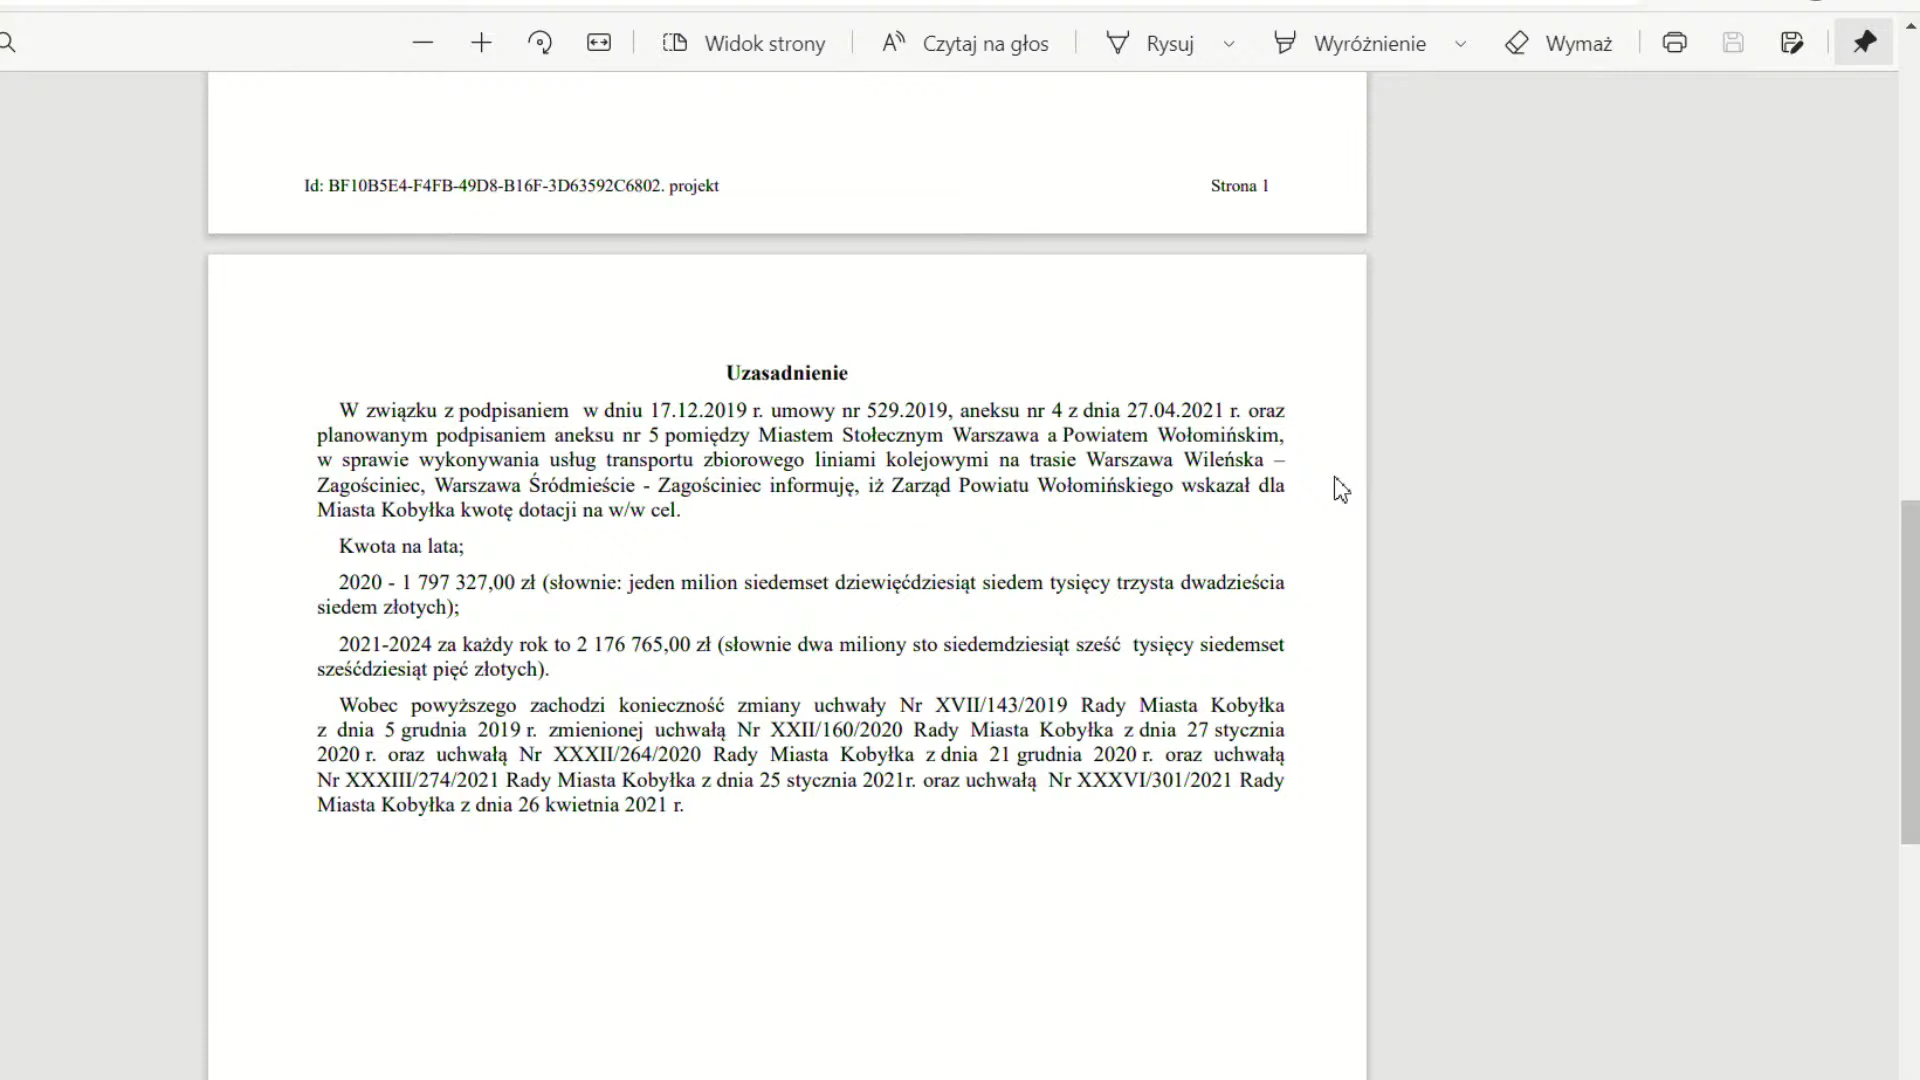 Widok strony
Czytaj na głos
Rysuj
Wyróżnienie
Wymaż
Id: BF10B5E4-F4FB-49D8-B16F-3D63592C6802. projekt
Strona 1
Uzasadnienie
W związku z podpisaniem w dniu 17.12.2019 r. umowy nr 529.2019, aneksu nr 4 z dnia 27.04.2021 r. oraz
planowanym podpisaniem aneksu nr 5 pomiędzy Miastem Stołecznym Warszawa a Powiatem Wołomińskim,
w sprawie wykonywania usług transportu zbiorowego liniami kolejowymi na trasie Warszawa Wileńska –
Zagościniec, Warszawa Śródmieście - Zagościniec informuję, iż Zarząd Powiatu Wołomińskiego wskazał dla
Miasta Kobyłka kwotę dotacji na w/w cel.
Kwota na lata;
2020 - 1 797 327,00 zł (słownie: jeden milion siedemset dziewięćdziesiąt siedem tysięcy trzysta dwadzieścia
siedem złotych);
2021-2024 za każdy rok to 2 176 765,00 zł (słownie dwa miliony sto siedemdziesiąt sześć tysięcy siedemset
sześćdziesiąt pięć złotych).
Wobec powyższego zachodzi konieczność zmiany uchwały Nr XVII/143/2019 Rady Miasta Kobyłka
z dnia 5 grudnia 2019 r. zmienionej uchwałą Nr XXII/160/2020 Rady Miasta Kobyłka z dnia 27 stycznia
2020 r. oraz uchwałą Nr XXXII/264/2020 Rady Miasta Kobyłka z dnia 21 grudnia 2020 r. oraz uchwałą
Nr XXXIII/274/2021 Rady Miasta Kobyłka z dnia 25 stycznia 2021r. oraz uchwałą Nr XXXVI/301/2021 Rady
Miasta Kobyłka z dnia 26 kwietnia 2021 r.